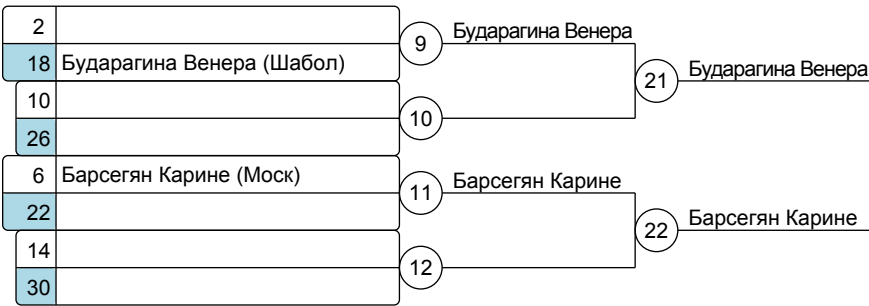 2
18 Бударагина Венера (Шабол)
9 Бударагина Венера
10
26
10
21 Бударагина Венера
6 Барсегян Карине (Моск)
22
11 Барсегян Карине
14
30
12
22 Барсегян Карине